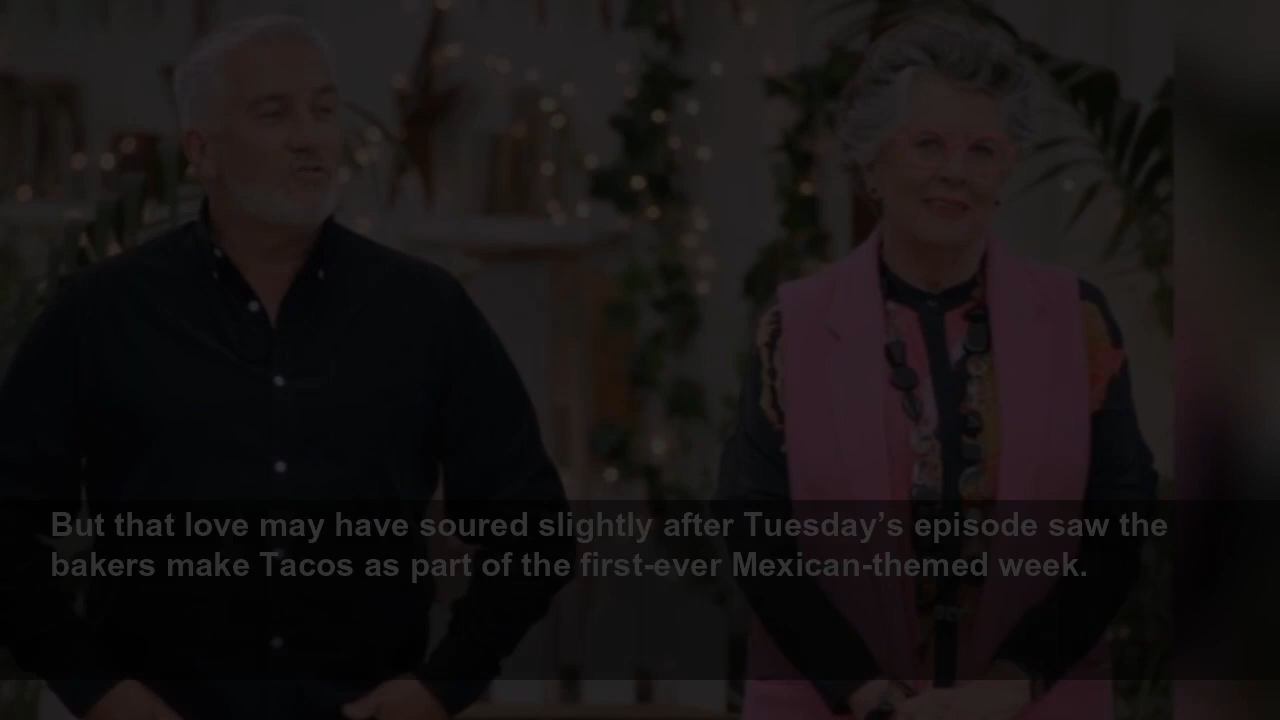 But that love may have soured slightly after Tuesday’s episode saw the
bakers make Tacos as part of the first-ever Mexican-themed week.